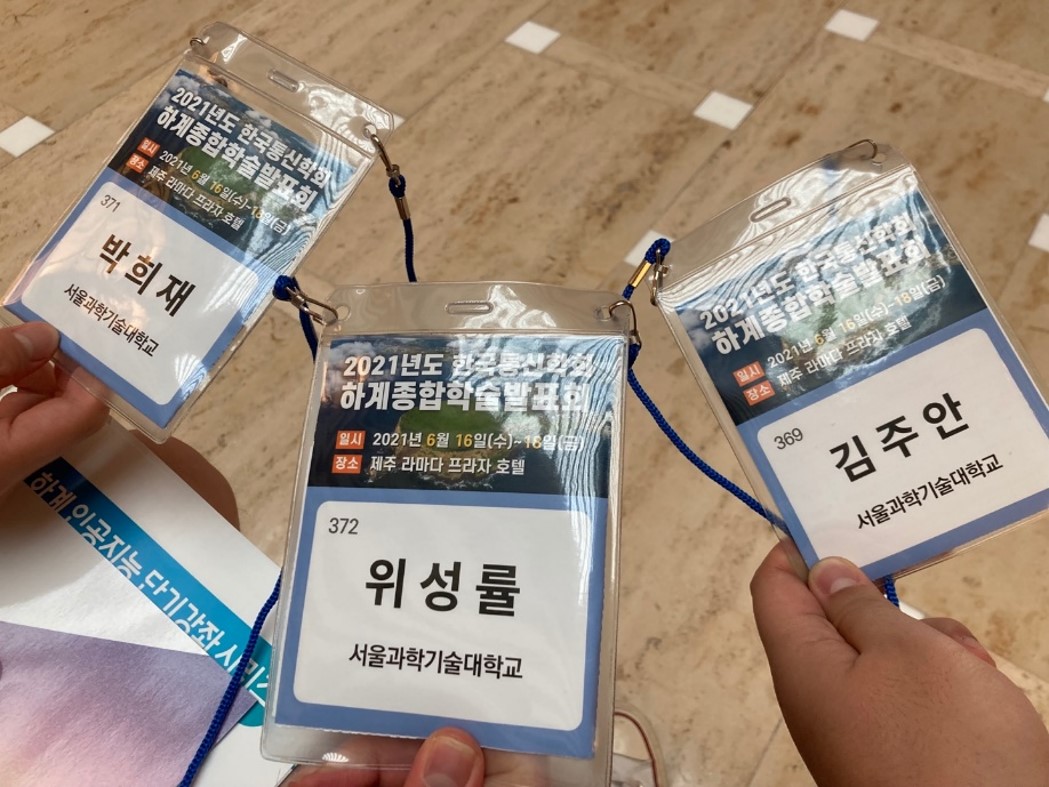 2021년도 한국통신학회
하계종합학술발표회
일시 2021년 6월 16일(수)~18일(금)
장소 제주 라마다 프라자 호텔
371
박희재
서울과학기술대학교
2021년도 한국통신학회
하계종합학술발표회
일시 2021년 6월 16일(수)~18일(금)
장소 제주 라마다 프라자 호텔
372
위성률
서울과학기술대학교
2021년도 한국통신학회
하계종합학술발표회
일시 2021년 6월 16일(수)~18일(금)
장소 제주 라마다 프라자 호텔
369
김주안
서울과학기술대학교
하계 인공지능 단기강좌 시리즈